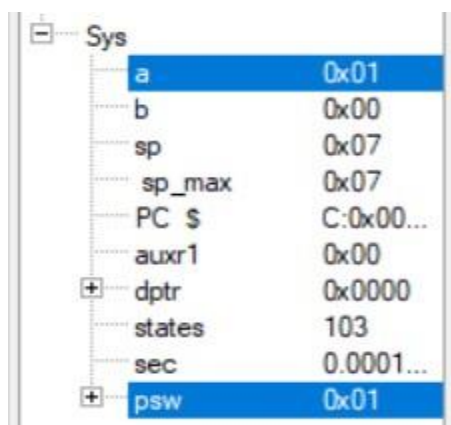 Sys
a 0x01
b 0x00
sp 0x07
sp_max 0x07
PC $ C:0x00...
auxr1 0x00
dptr 0x0000
states 103
sec 0.0001...
psw 0x01